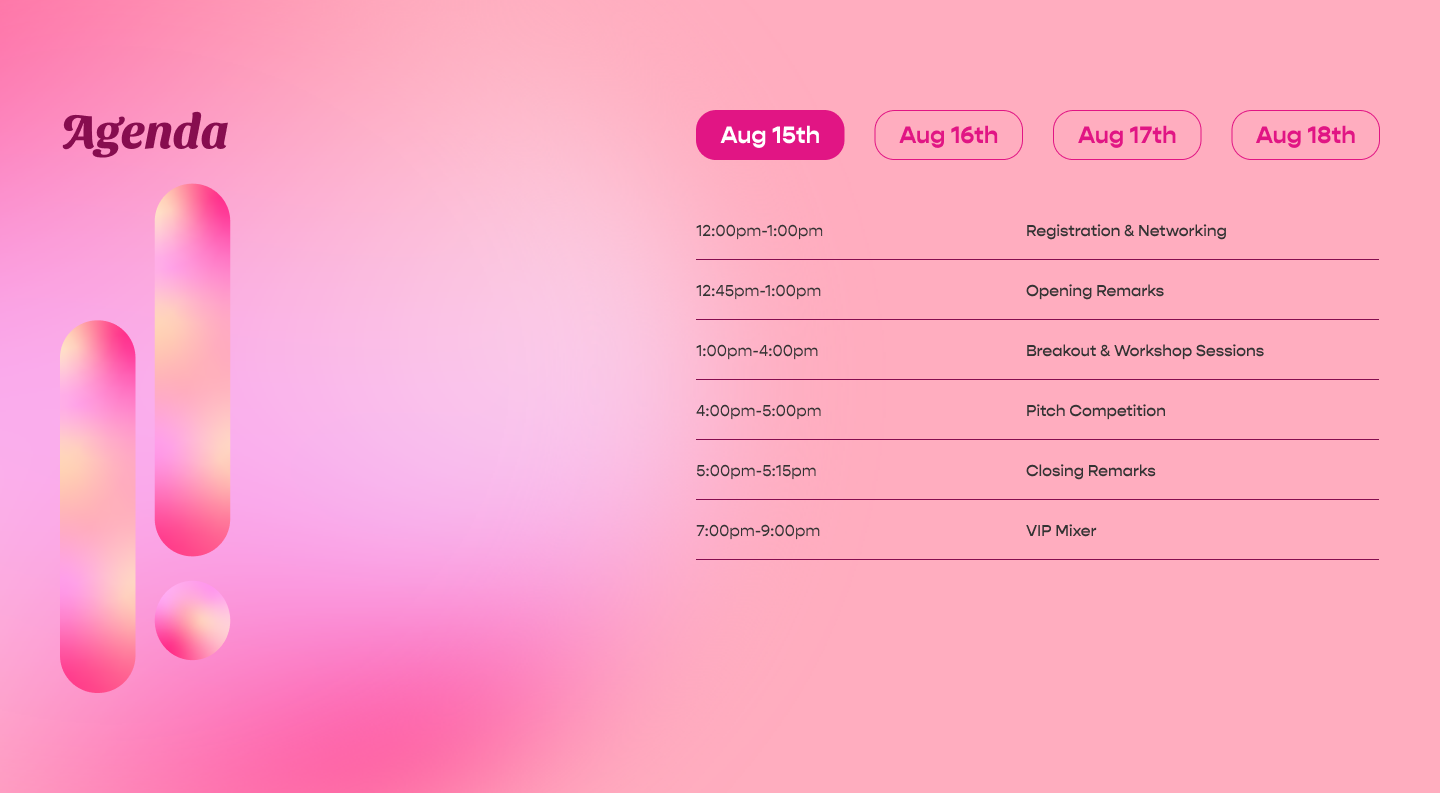 Agenda
Aug 15th Aug 16th Aug 17th Aug 18th
12:00pm-1:00pm Registration & Networking
12:45pm-1:00pm Opening Remarks
1:00pm-4:00pm Breakout & Workshop Sessions
4:00pm-5:00pm Pitch Competition
5:00pm-5:15pm Closing Remarks
7:00pm-9:00pm VIP Mixer